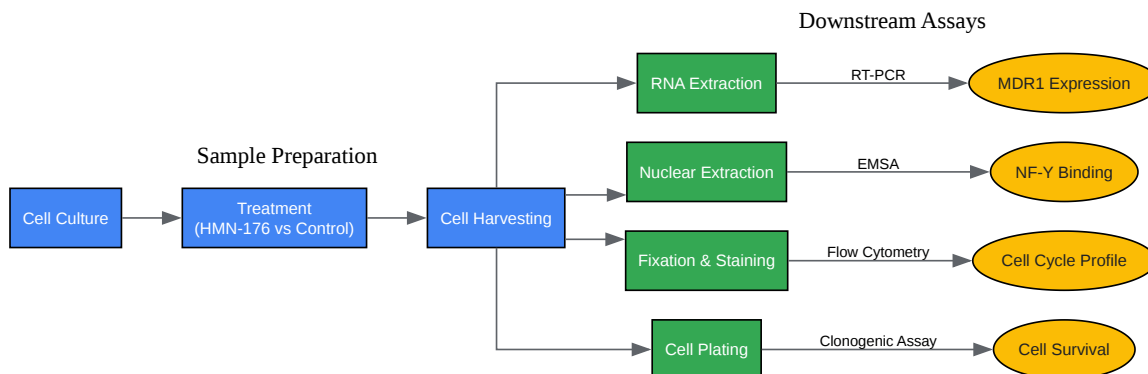 Downstream Assays
RNA Extraction
RT-PCR
MDR1 Expression
Sample Preparation
Nuclear Extraction
EMSA
NF-Y Binding
Cell Culture
Treatment
(HMN-176 vs Control)
Cell Harvesting
Fixation & Staining
Flow Cytometry
Cell Cycle Profile
Cell Plating
Clonogenic Assay
Cell Survival